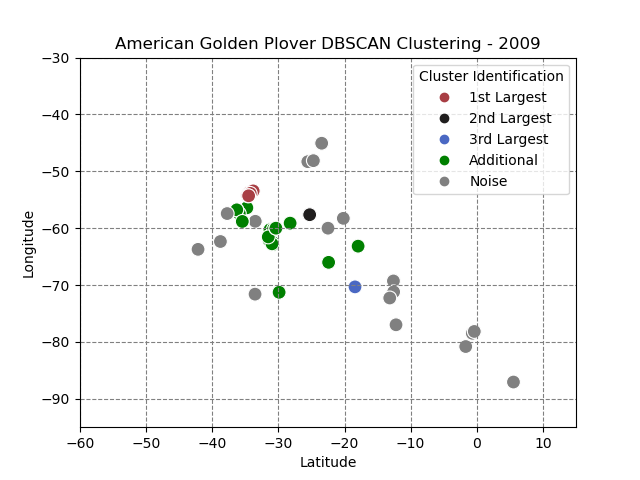 American Golden Plover DBSCAN Clustering - 2009
Cluster Identification
1st Largest
2nd Largest
3rd Largest
Additional
Noise
Longitude
−30
−40
−50
−60
−70
−80
−90
−60
−50
−40
−30
−20
−10
0
10
Latitude